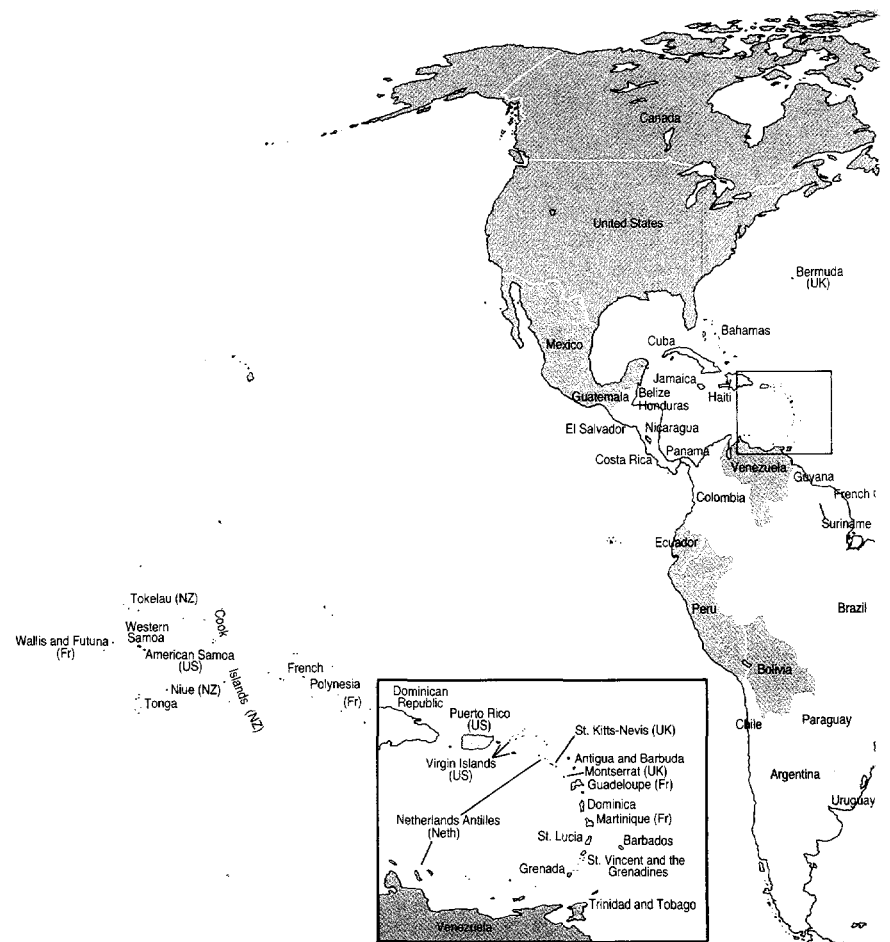 Canada
United States
Bermuda
(UK)
Mexico
Cuba
Bahamas
Jamaica
Haiti
Guatemala
Belize
Honduras
El Salvador
Nicaragua
Costa Rica
Panama
Venezuela
Guyana
Colombia
French
Suriname
Ecuador
Peru
Brazil
Bolivia
Chile
Paraguay
Argentina
Uruguay
Tokelau (NZ)
Cook
Islands (NZ)
Western
Samoa
Wallis and Futuna
(Fr)
American Samoa
(US)
Niue (NZ)
Tonga
French
Polynesia
(Fr)
Dominican
Republic
Puerto Rico
(US)
St. Kitts-Nevis (UK)
Virgin Islands
(US)
Antigua and Barbuda
Montserrat (UK)
Guadeloupe (Fr)
Dominica
Martinique (Fr)
Netherlands Antilles
(Neth)
St. Lucia
Barbados
St. Vincent and the
Grenadines
Grenada
Trinidad and Tobago
Venezuela